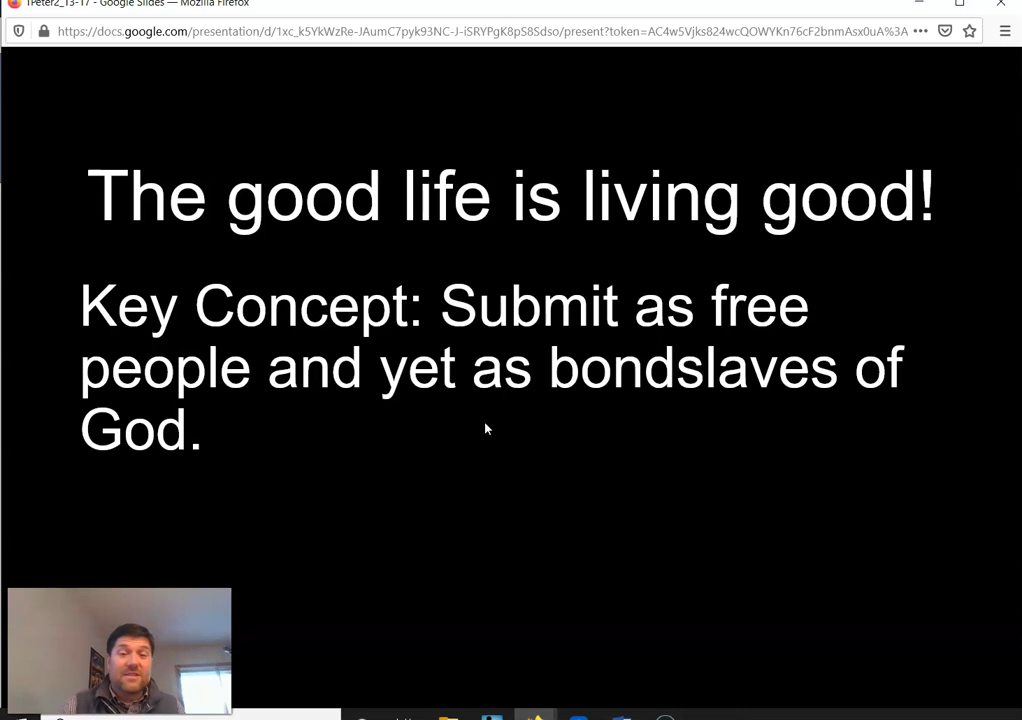 1Peter2_13-17 - Google Slides — Mozilla Firefox
https://docs.google.com/presentation/d/1xc_k5YkWzRe-JAumC7pyk93NC-J-iSRYPgK8pS8Sdso/present?token=AC4w5Vjks824wcQOWYKn76cF2bnmAsx0uA%3A
The good life is living good!
Key Concept: Submit as free
people and yet as bondslaves of
God.